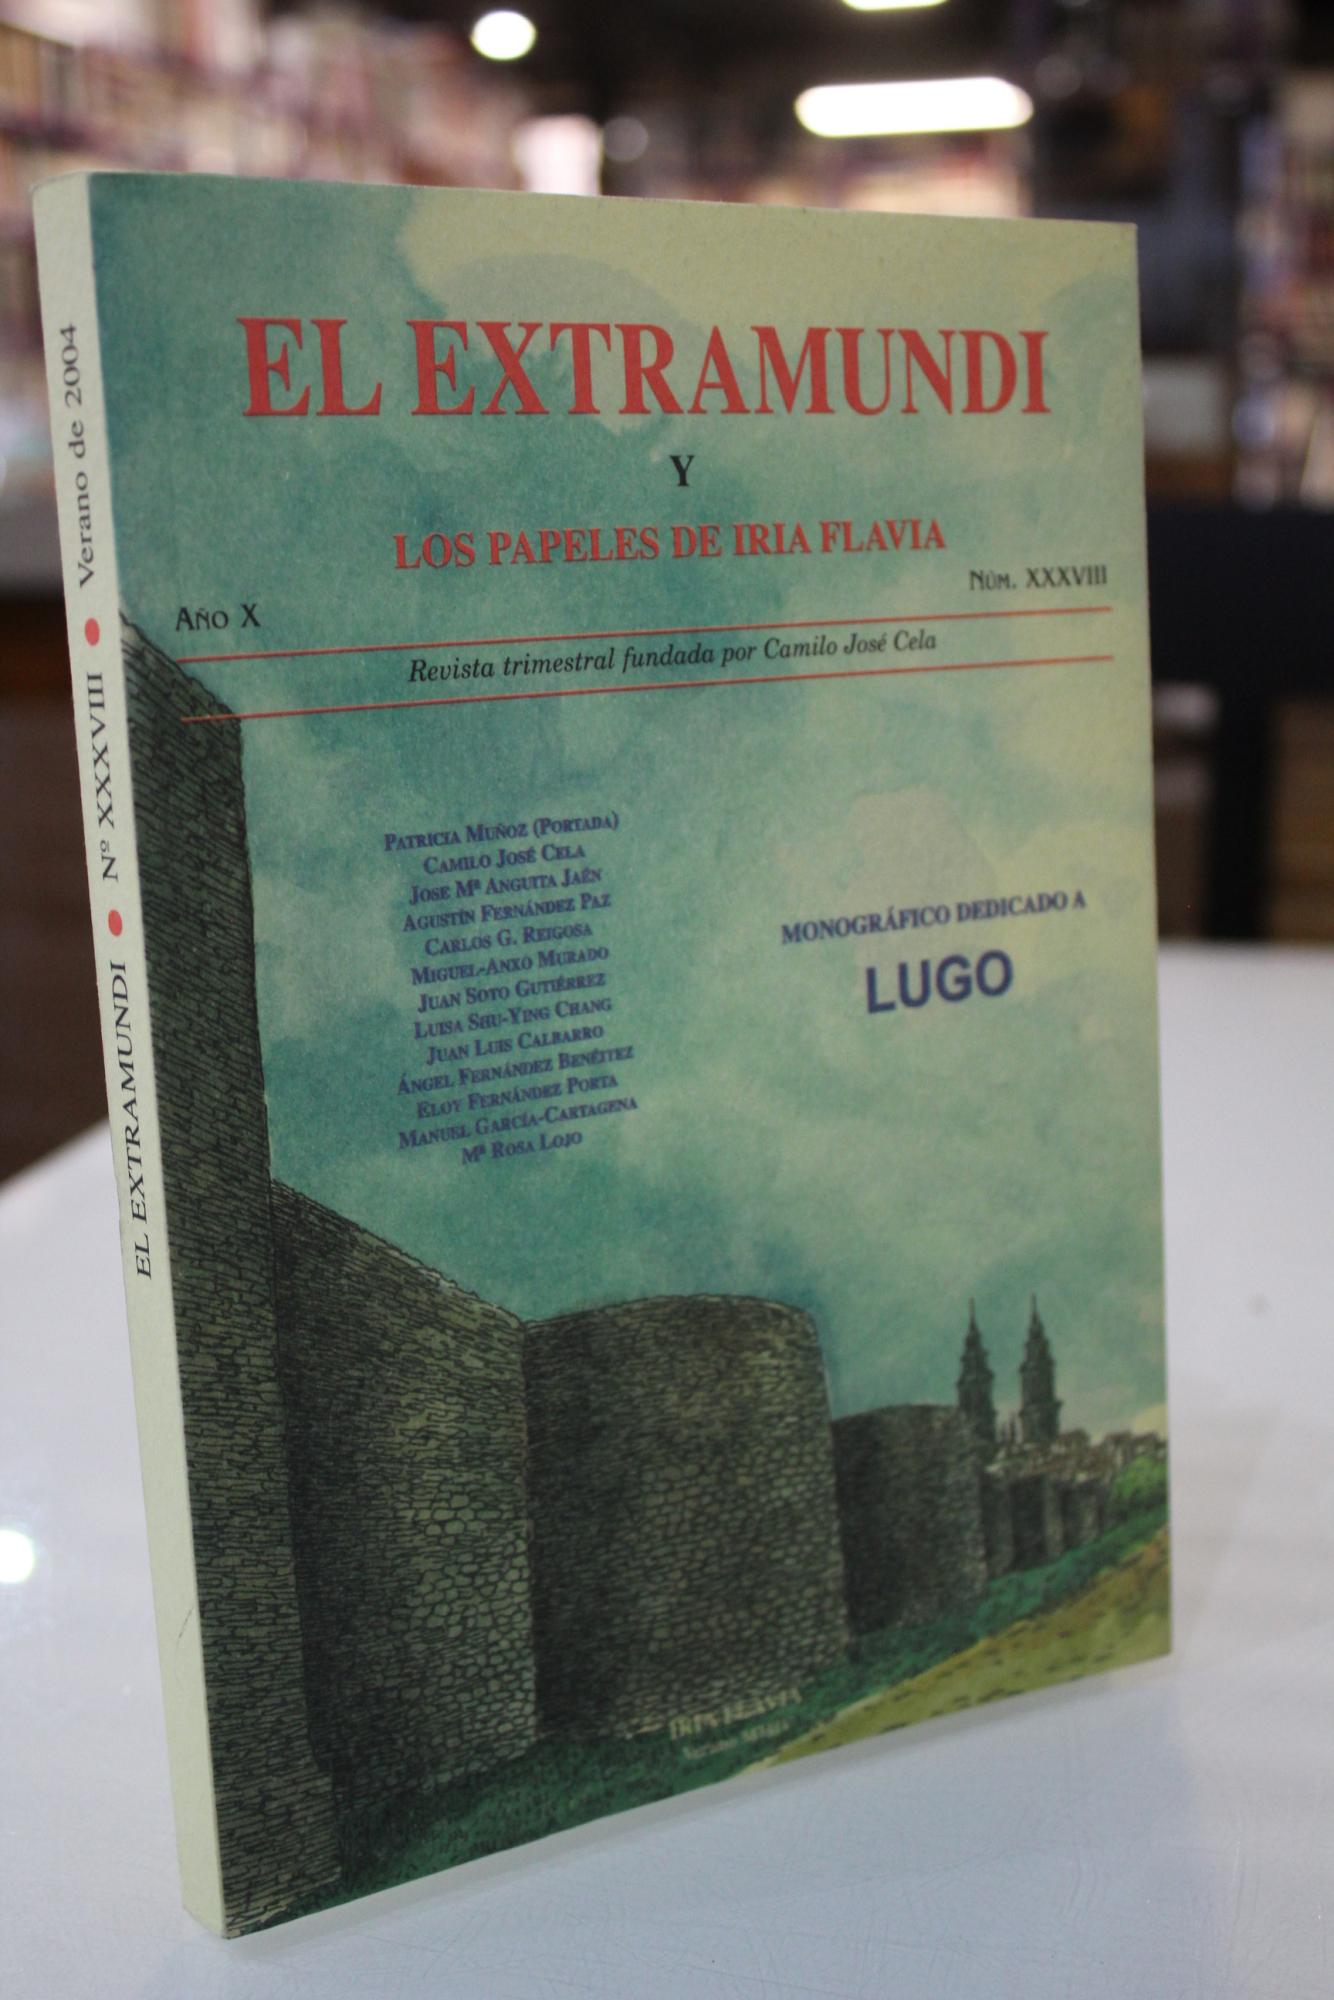 EL EXTRAMUNDI
Y
LOS PAPELES DE IRIA FLAVIA
AÑO X
NÚM. XXXVIII
Revista trimestral fundada por Camilo José Cela
PATRICIA MUÑOZ (PORTADA)
CAMILO JOSÉ CELA
JOSE Mª ANGUITA JAÉN
AGUSTÍN FERNÁNDEZ PAZ
CARLOS G. REIGOSA
MIGUEL-ANXO MURADO
JUAN SOTO GUTIÉRREZ
LUISA SHU-YING CHANG
JUAN LUIS CALBARRO
ÁNGEL FERNÁNDEZ BENÉITEZ
ELOY FERNÁNDEZ PORTA
MANUEL GARCÍA-CARTAGENA
Mª ROSA LOJO
MONOGRÁFICO DEDICADO A
LUGO
IRIA FLAVIA
EL EXTRAMUNDI • Nº XXXVIII • Verano de 2004